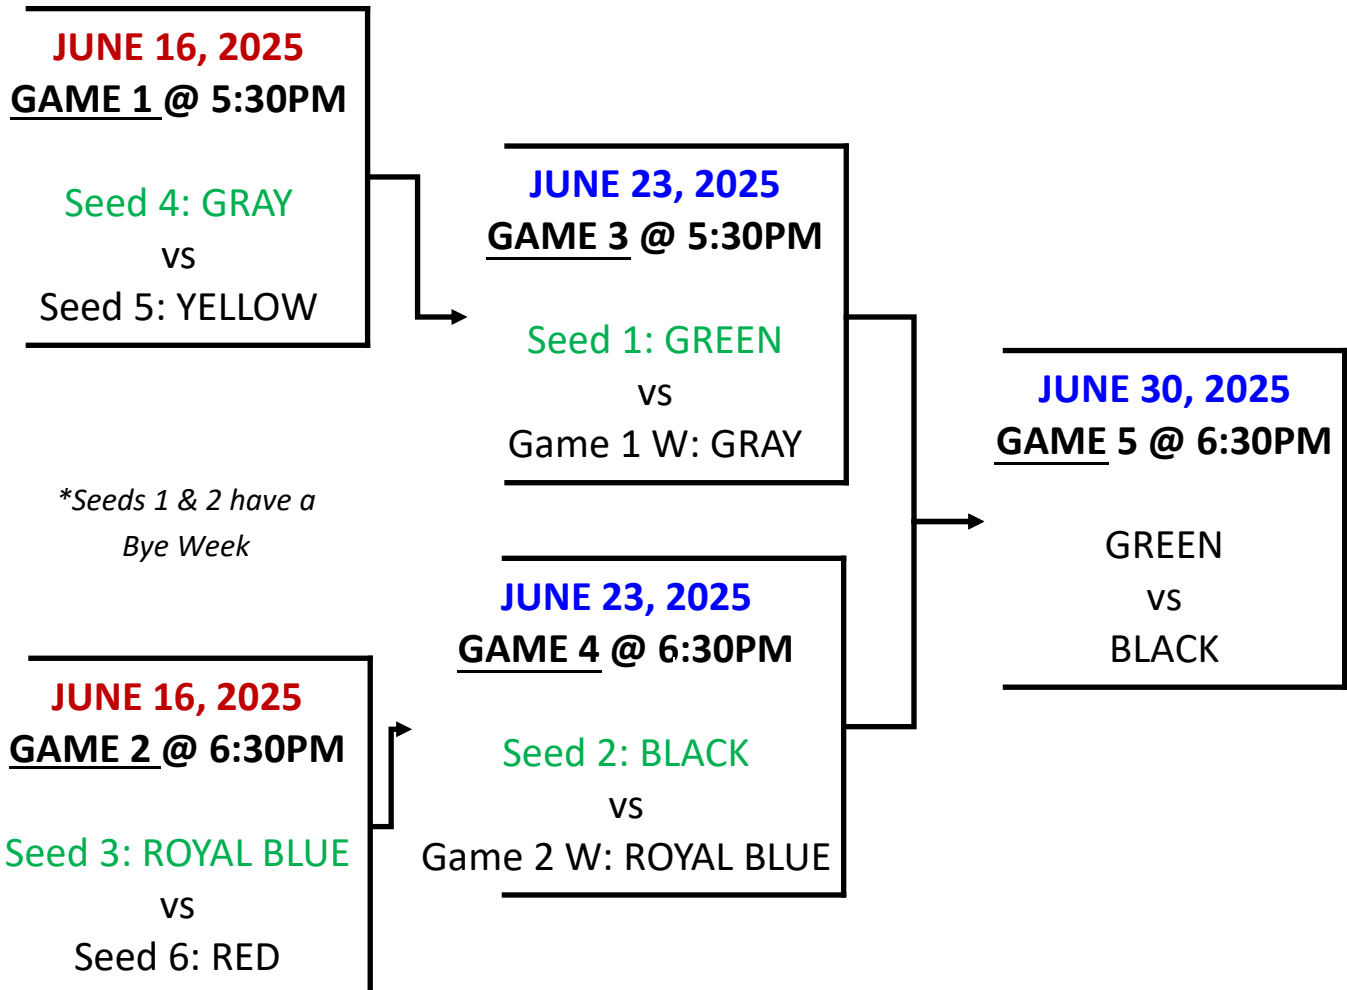 JUNE 16, 2025
GAME 1 @ 5:30PM
Seed 4: GRAY
vs
Seed 5: YELLOW
*Seeds 1 & 2 have a
Bye Week
JUNE 16, 2025
GAME 2 @ 6:30PM
Seed 3: ROYAL BLUE
vs
Seed 6: RED
JUNE 23, 2025
GAME 3 @ 5:30PM
Seed 1: GREEN
vs
Game 1 W: GRAY
JUNE 23, 2025
GAME 4 @ 6:30PM
Seed 2: BLACK
vs
Game 2 W: ROYAL BLUE
JUNE 30, 2025
GAME 5 @ 6:30PM
GREEN
vs
BLACK